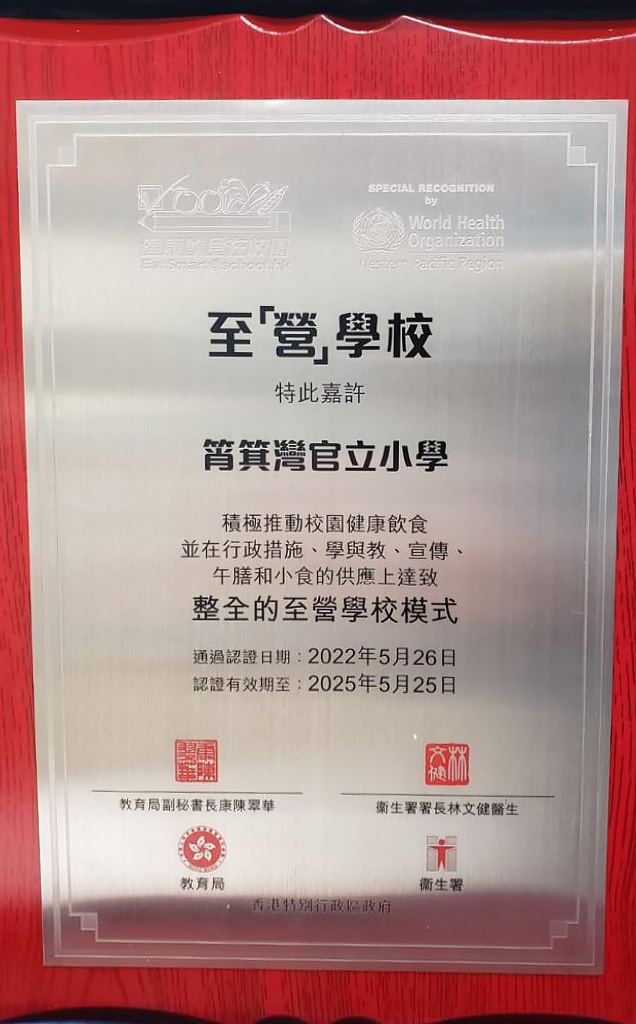 健康飲食在校園
EatSmart@school.hk
SPECIAL RECOGNITION
by
World Health
Organization
Western Pacific Region
至「營」學校
特此嘉許
筲箕灣官立小學
積極推動校園健康飲食
並在行政措施、學與教、宣傳、
午膳和小食的供應上達致
整全的至營學校模式
通過認證日期：2022年5月26日
認證有效期至：2025年5月25日
林文健
教育局副秘書長康陳翠華
衞生署署長林文健醫生
教育局
衞生署
香港特別行政區政府